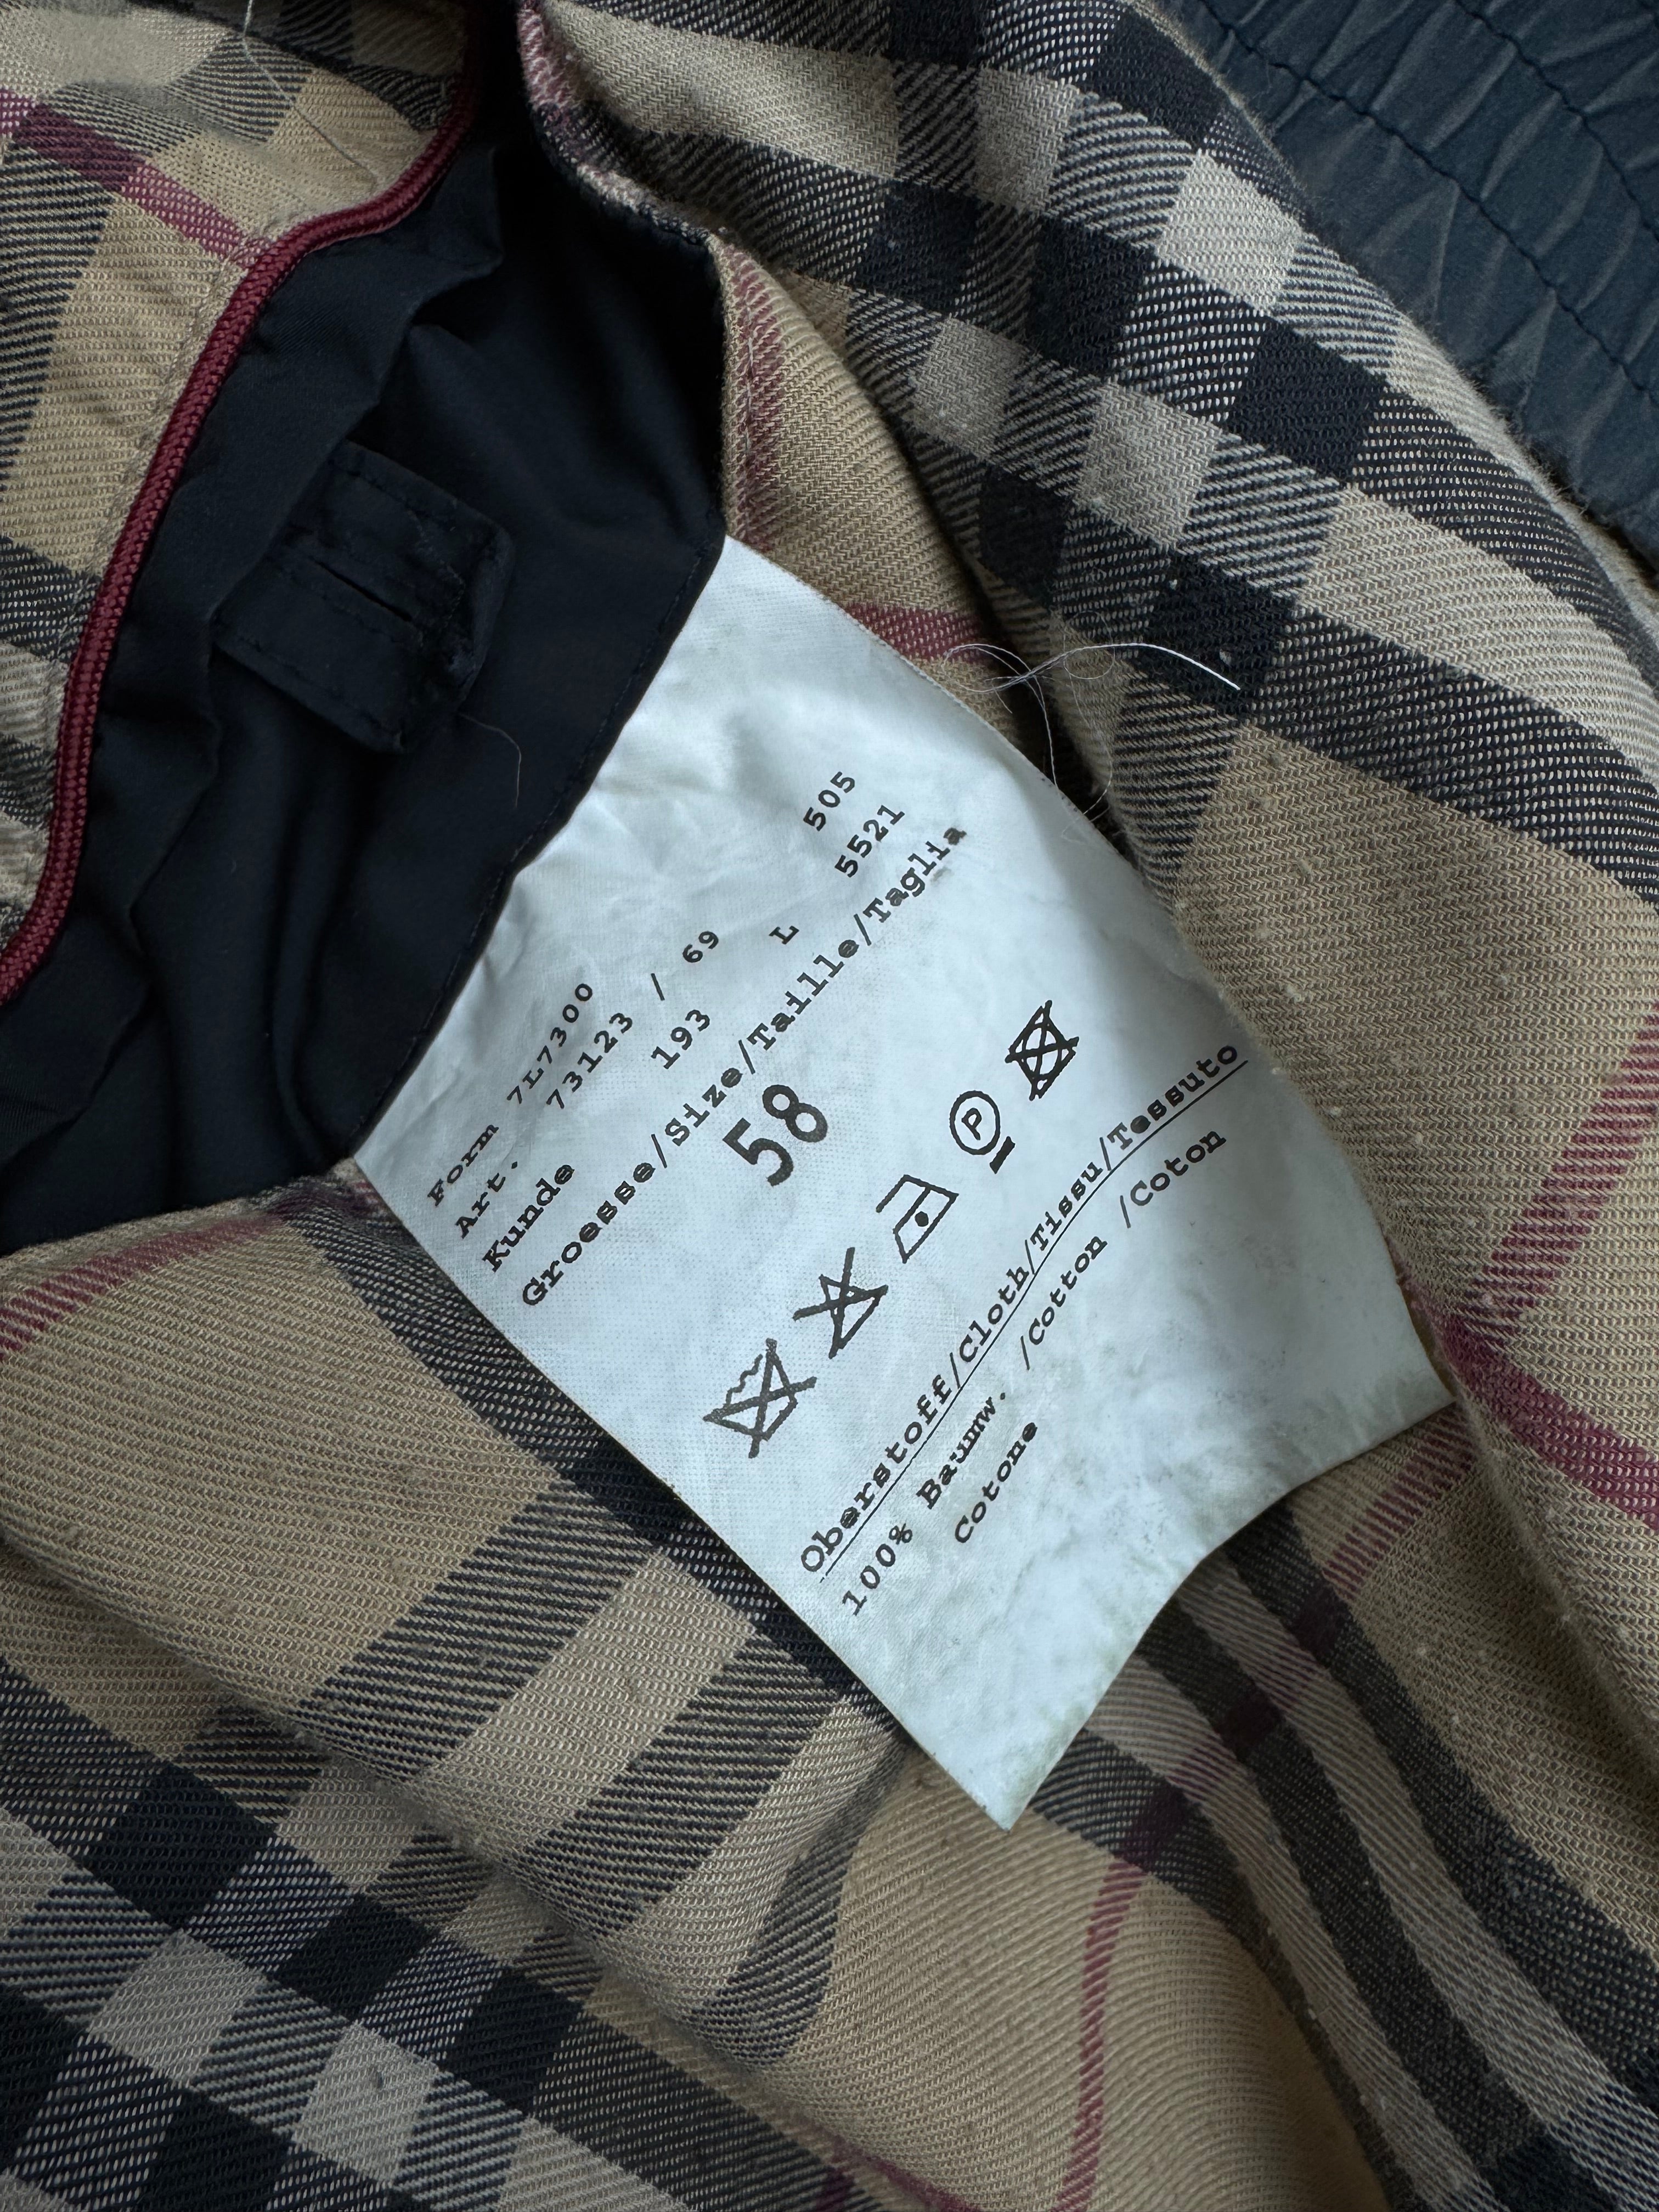 Form 7L7300 505
Art. 73123 / 69 5521
Kunde 193 L
Groesse/Size/Taille/Taglia
58
P
Oberstoff/Cloth/Tissu/Tessuto
100% Baumw. /Cotton /Coton
Cotone